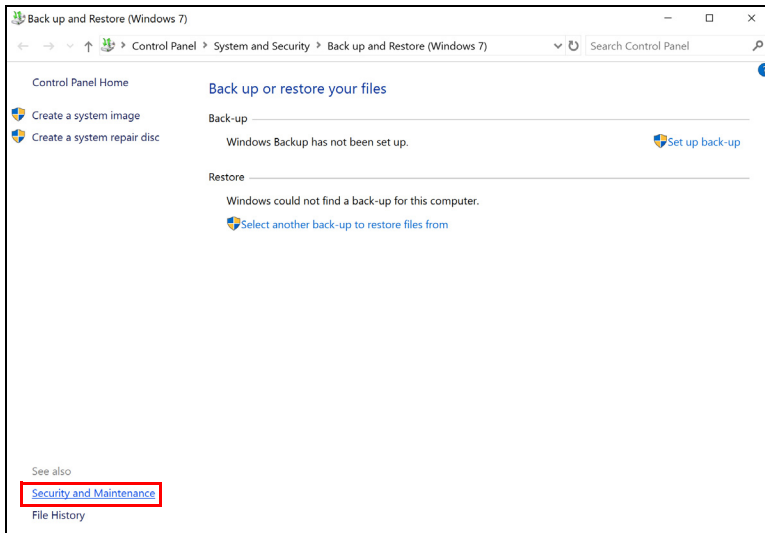 Back up and Restore (Windows 7)
Control Panel > System and Security > Back up and Restore (Windows 7)
Search Control Panel
Control Panel Home
Create a system image
Create a system repair disc
Back up or restore your files
Back-up
Windows Backup has not been set up.
Set up back-up
Restore
Windows could not find a back-up for this computer.
Select another back-up to restore files from
See also
Security and Maintenance
File History